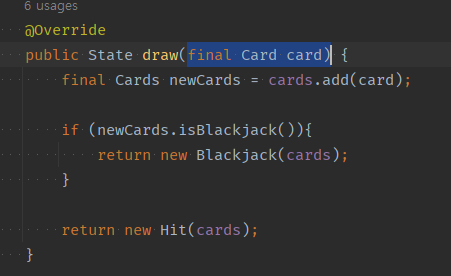 6 usages
@Override
public State draw(final Card card) {
    final Cards newCards = cards.add(card);
    if (newCards.isBlackjack()){
        return new Blackjack(cards);
    }
    return new Hit(cards);
}